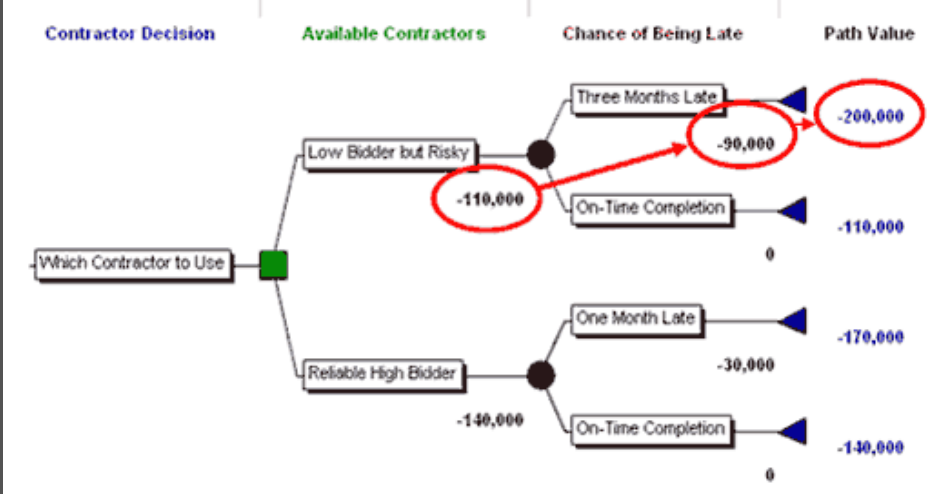 Contractor Decision
Available Contractors
Chance of Being Late
Path Value
Three Months Late
-200,000
-90,000
Low Bidder but Risky
-110,000
On-Time Completion
-110,000
0
Which Contractor to Use
One Month Late
-170,000
-30,000
Reliable High Bidder
-140,000
On-Time Completion
-140,000
0